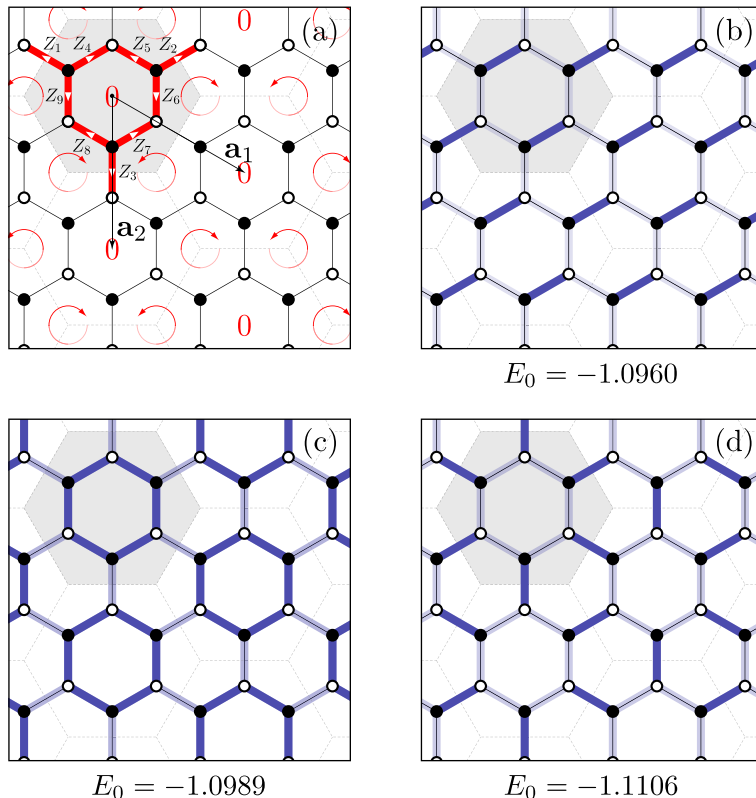 (a)
(b)
0
0
Z₁ Z₄ Z₅ Z₂
Z₉ 0 Z₆
Z₈ Z₇
Z₃
a₁
0
a₂
0
0
E₀ = −1.0960
(c)
(d)
E₀ = −1.0989
E₀ = −1.1106